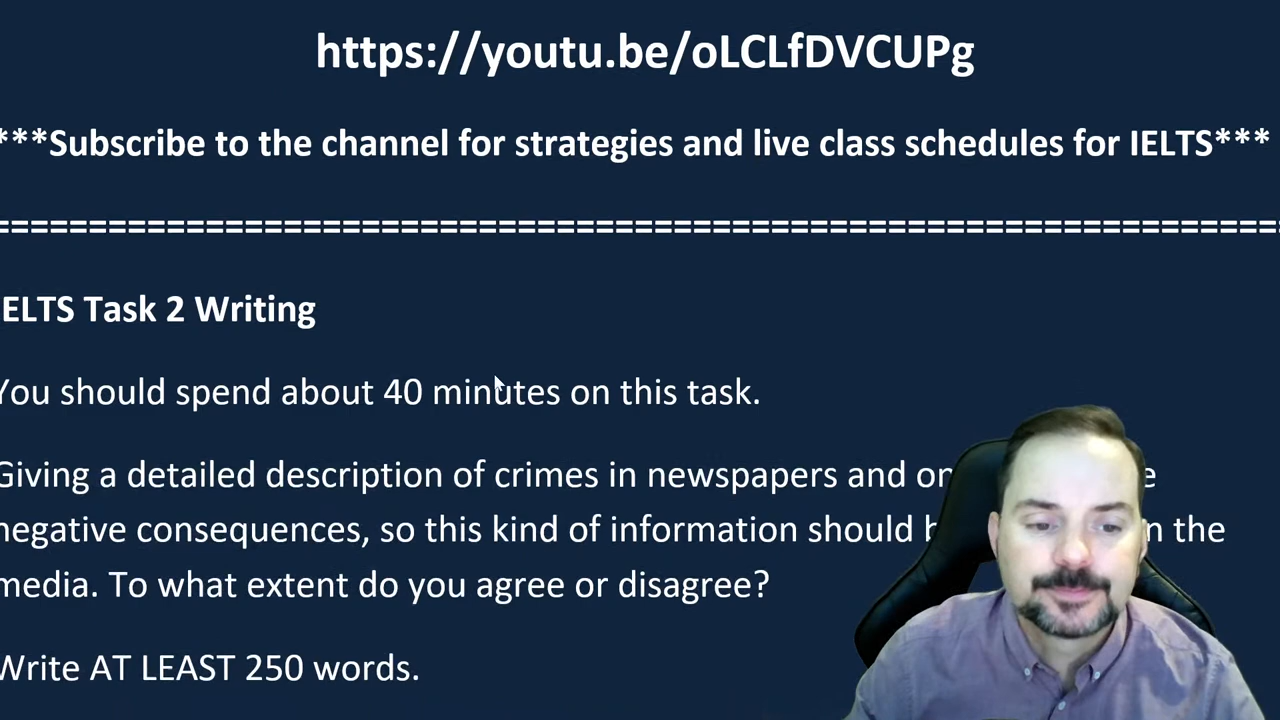 https://youtu.be/oLCLfDVCUPg
***Subscribe to the channel for strategies and live class schedules for IELTS***
================================================================================
IELTS Task 2 Writing
You should spend about 40 minutes on this task.
Giving a detailed description of crimes in newspapers and on
negative consequences, so this kind of information should in the
media. To what extent do you agree or disagree?
Write AT LEAST 250 words.